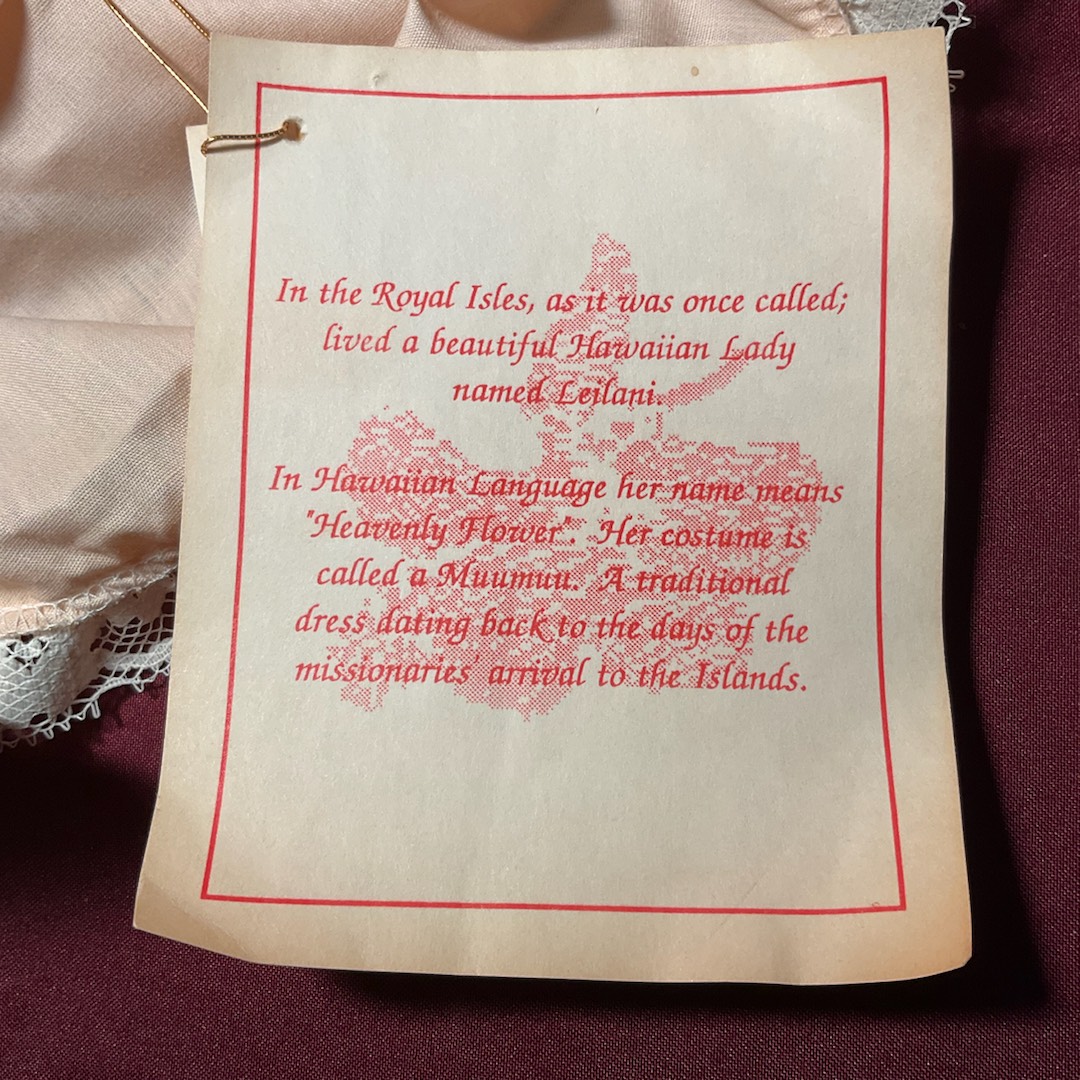 In the Royal Isles, as it was once called;
lived a beautiful Hawaiian Lady
named Leilani.
In Hawaiian Language her name means
"Heavenly Flower". Her costume is
called a Muumuu. A traditional
dress dating back to the days of the
missionaries' arrival to the Islands.